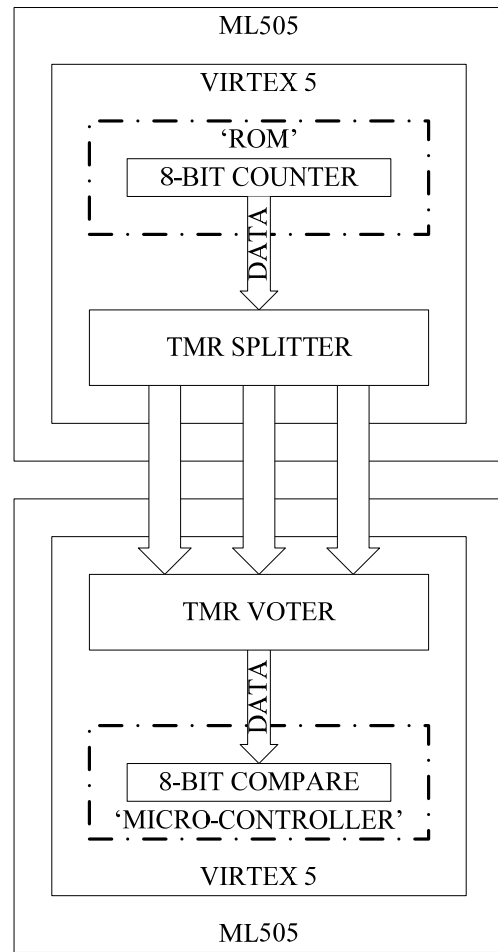 ML505
VIRTEX 5
‘ROM’
8-BIT COUNTER
DATA
TMR SPLITTER
TMR VOTER
DATA
8-BIT COMPARE
‘MICRO-CONTROLLER’
VIRTEX 5
ML505